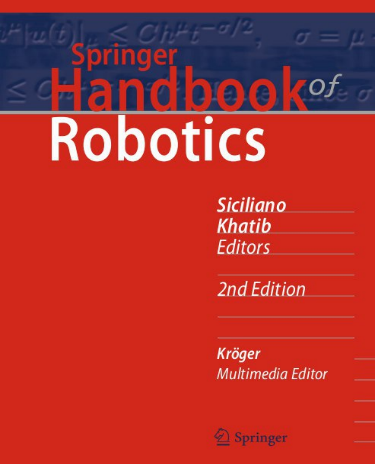 Springer
Handbook of
Robotics
Siciliano
Khatib
Editors
2nd Edition
Kröger
Multimedia Editor
Springer